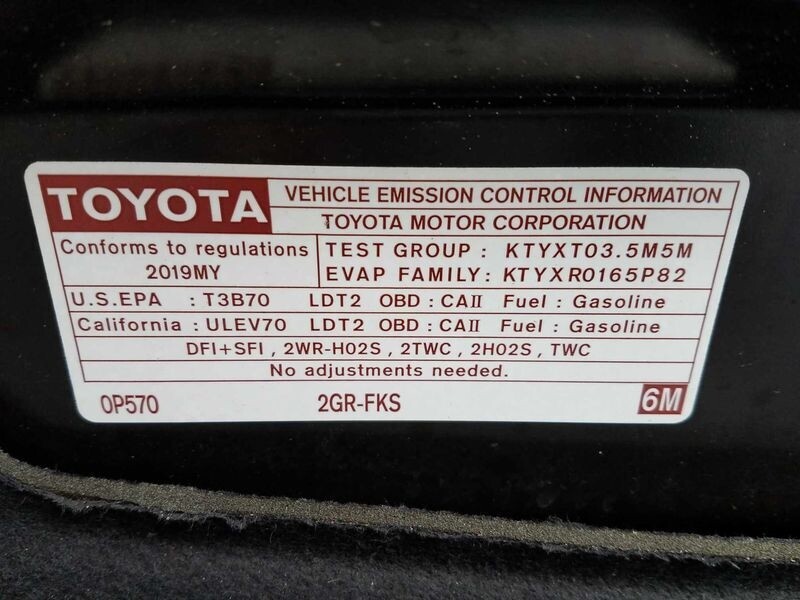 TOYOTA VEHICLE EMISSION CONTROL INFORMATION
TOYOTA MOTOR CORPORATION
Conforms to regulations
2019MY
TEST GROUP : KTYXT03.5M5M
EVAP FAMILY: KTYXR0165P82
U.S.EPA : T3B70 LDT2 OBD : CAII Fuel : Gasoline
California : ULEV70 LDT2 OBD : CAII Fuel : Gasoline
DFI+SFI , 2WR-H02S , 2TWC , 2H02S , TWC
No adjustments needed.
0P570 2GR-FKS 6M